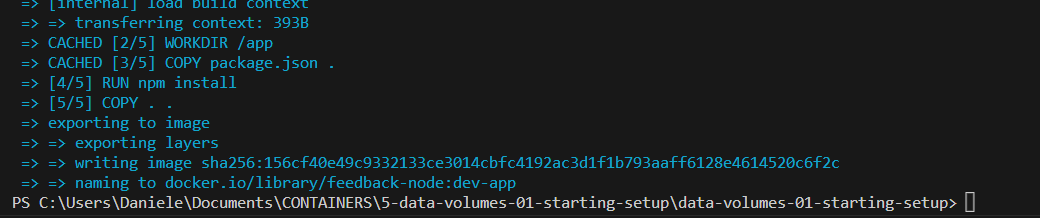 => [internal] load build context
=> => transferring context: 393B
=> CACHED [2/5] WORKDIR /app
=> CACHED [3/5] COPY package.json .
=> [4/5] RUN npm install
=> [5/5] COPY . .
=> exporting to image
=> => exporting layers
=> => writing image sha256:156cf40e49c9332133ce3014cbfc4192ac3d1f1b793aaff6128e4614520c6f2c
=> => naming to docker.io/library/feedback-node:dev-app
PS C:\Users\Daniele\Documents\CONTAINERS\5-data-volumes-01-starting-setup\data-volumes-01-starting-setup>